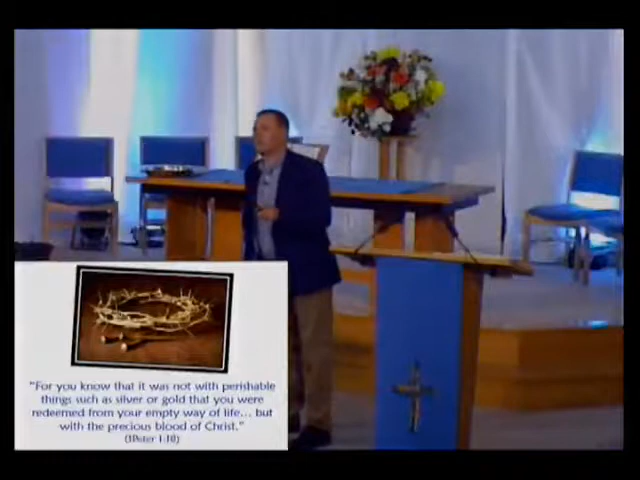 "For you know that it was not with perishable
things such as silver or gold that you were
redeemed from your empty way of life... but
with the precious blood of Christ."
(1Peter 1:18)